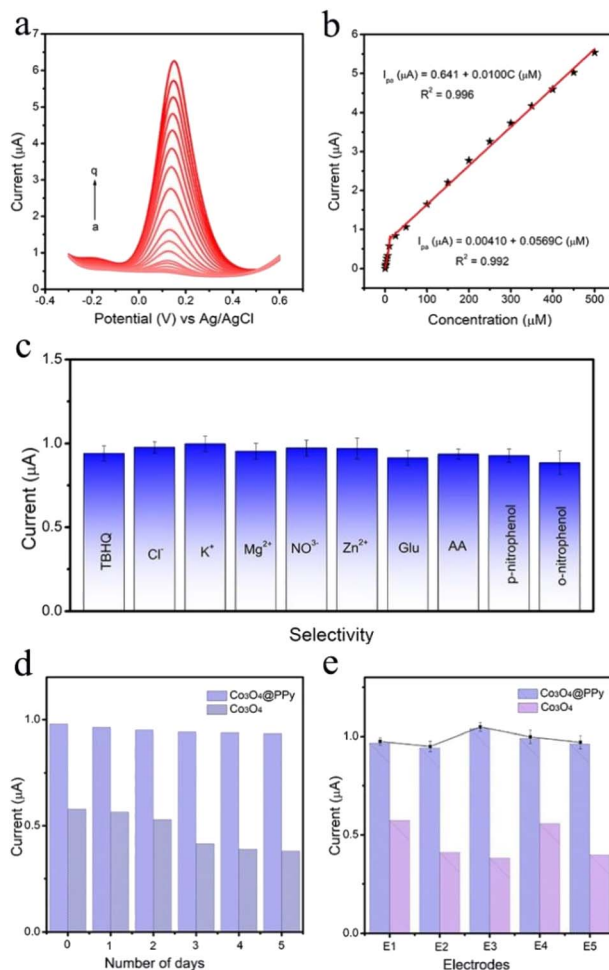 a
7
6
5
4
3
2
1
0
q
a
-0.4 -0.2 0.0 0.2 0.4 0.6
Current (μA)
Potential (V) vs Ag/AgCl
b
6
5
4
3
2
1
0
I_pa (μA) = 0.641 + 0.0100C (μM)
R² = 0.996
I_pa (μA) = 0.00410 + 0.0569C (μM)
R² = 0.992
0 100 200 300 400 500
Current (μA)
Concentration (μM)
c
1.5
1.0
0.5
0.0
Current (μA)
TBHQ Cl⁻ K⁺ Mg²⁺ NO³⁻ Zn²⁺ Glu AA p-nitrophenol o-nitrophenol
Selectivity
d
Co₃O₄@PPy
Co₃O₄
1.0
0.5
0.0
Current (μA)
0 1 2 3 4 5
Number of days
e
Co₃O₄@PPy
Co₃O₄
1.0
0.5
0.0
Current (μA)
E1 E2 E3 E4 E5
Electrodes